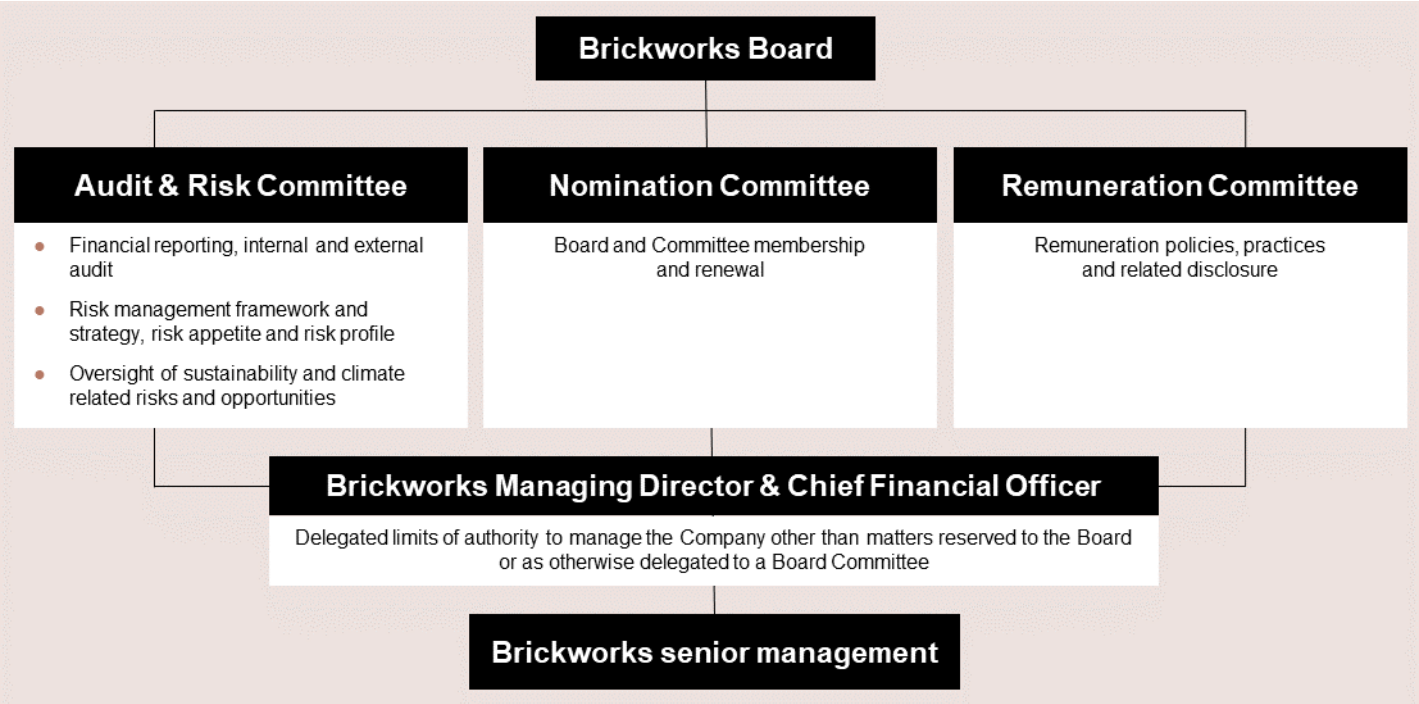 Brickworks Board
Audit & Risk Committee
Financial reporting, internal and external
audit
Risk management framework and
strategy, risk appetite and risk profile
Oversight of sustainability and climate
related risks and opportunities
Nomination Committee
Board and Committee membership
and renewal
Remuneration Committee
Remuneration policies, practices
and related disclosure
Brickworks Managing Director & Chief Financial Officer
Delegated limits of authority to manage the Company other than matters reserved to the Board
or as otherwise delegated to a Board Committee
Brickworks senior management